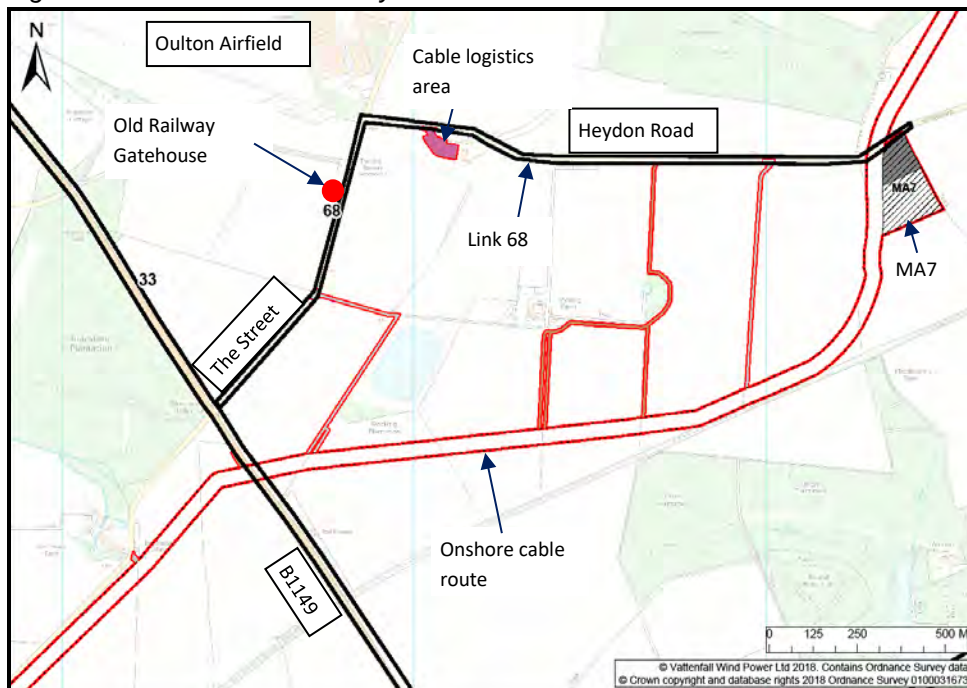 N
Oulton Airfield
Cable logistics
area
Old Railway
Gatehouse
Heydon Road
68
Link 68
MA7
MA7
33
The Street
Onshore cable
route
B1149
0 125 250 500 M
© Vattenfall Wind Power Ltd 2018. Contains Ordnance Survey data
© Crown copyright and database rights 2018 Ordnance Survey 0100031673